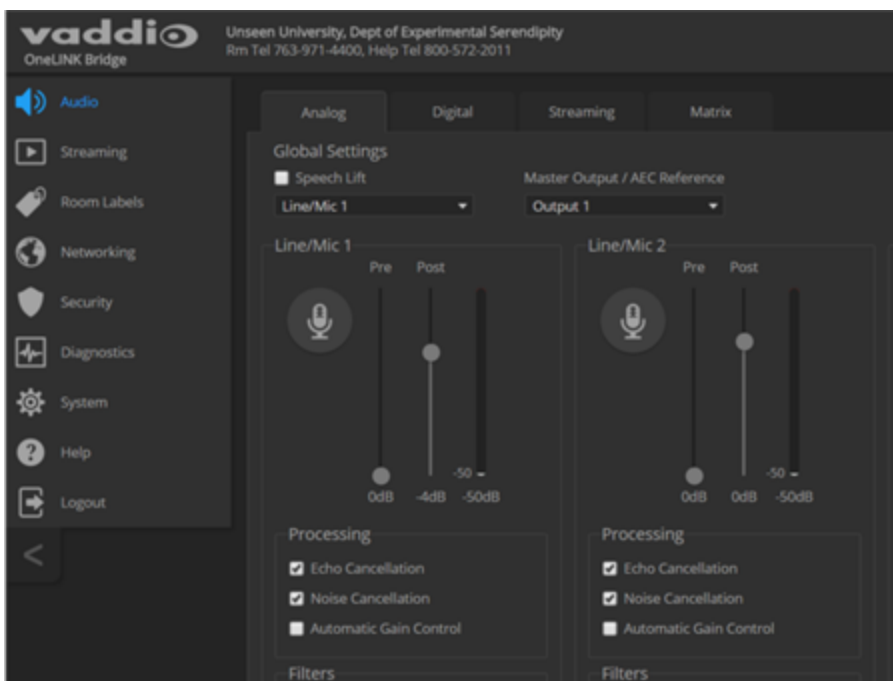 vaddio
OneLINK Bridge
Unseen University, Dept of Experimental Serendipity
Rm Tel 763-971-4400, Help Tel 800-572-2011
Audio
Streaming
Room Labels
Networking
Security
Diagnostics
System
?
Help
Logout
<
Analog Digital Streaming Matrix
Global Settings
Speech Lift Master Output / AEC Reference
Line/Mic 1 Output 1
Line/Mic 1
Pre Post
-50
0dB -4dB -50dB
Processing
Echo Cancellation
Noise Cancellation
Automatic Gain Control
Filters
Line/Mic 2
Pre Post
-50
0dB 0dB -50dB
Processing
Echo Cancellation
Noise Cancellation
Automatic Gain Control
Filters